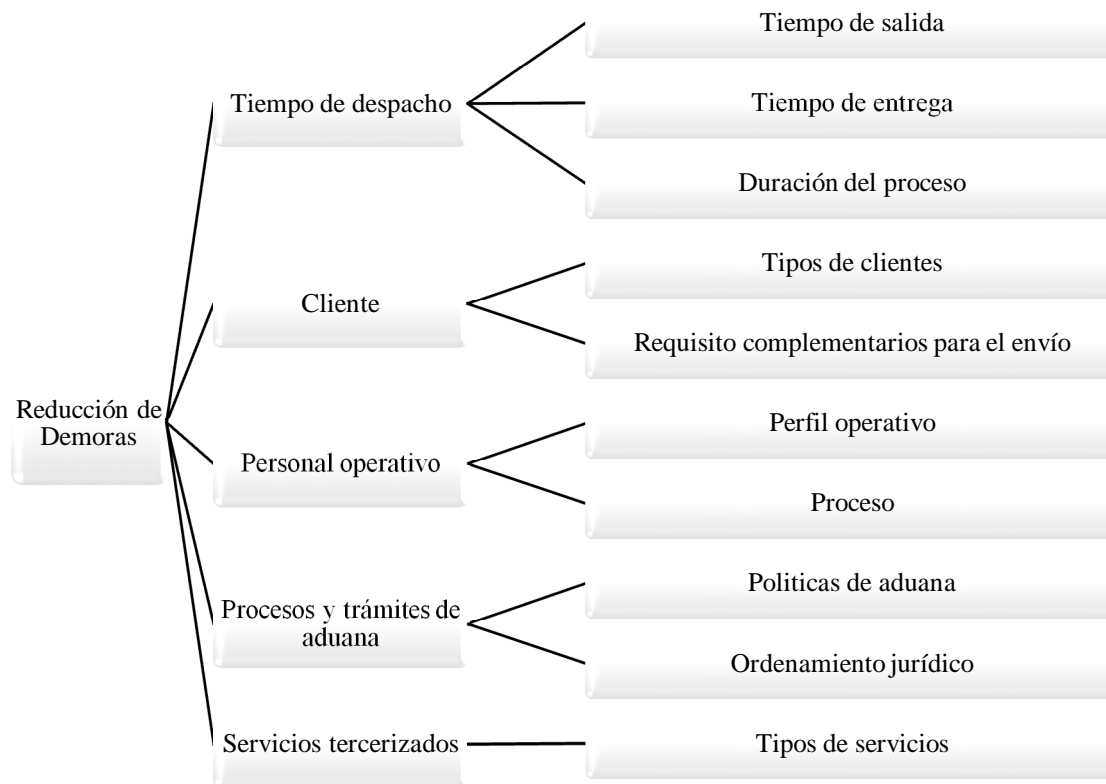 Reducción de
Demoras
Tiempo de despacho
Tiempo de salida
Tiempo de entrega
Duración del proceso
Cliente
Tipos de clientes
Requisito complementarios para el envío
Personal operativo
Perfil operativo
Proceso
Procesos y trámites de
aduana
Politicas de aduana
Ordenamiento jurídico
Servicios tercerizados
Tipos de servicios